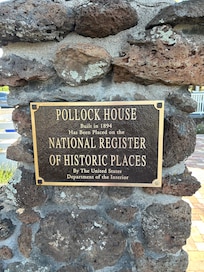 POLLOCK HOUSE
Built in 1894
Has Been Placed on the
NATIONAL REGISTER
OF HISTORIC PLACES
By The United States
Department of the Interior